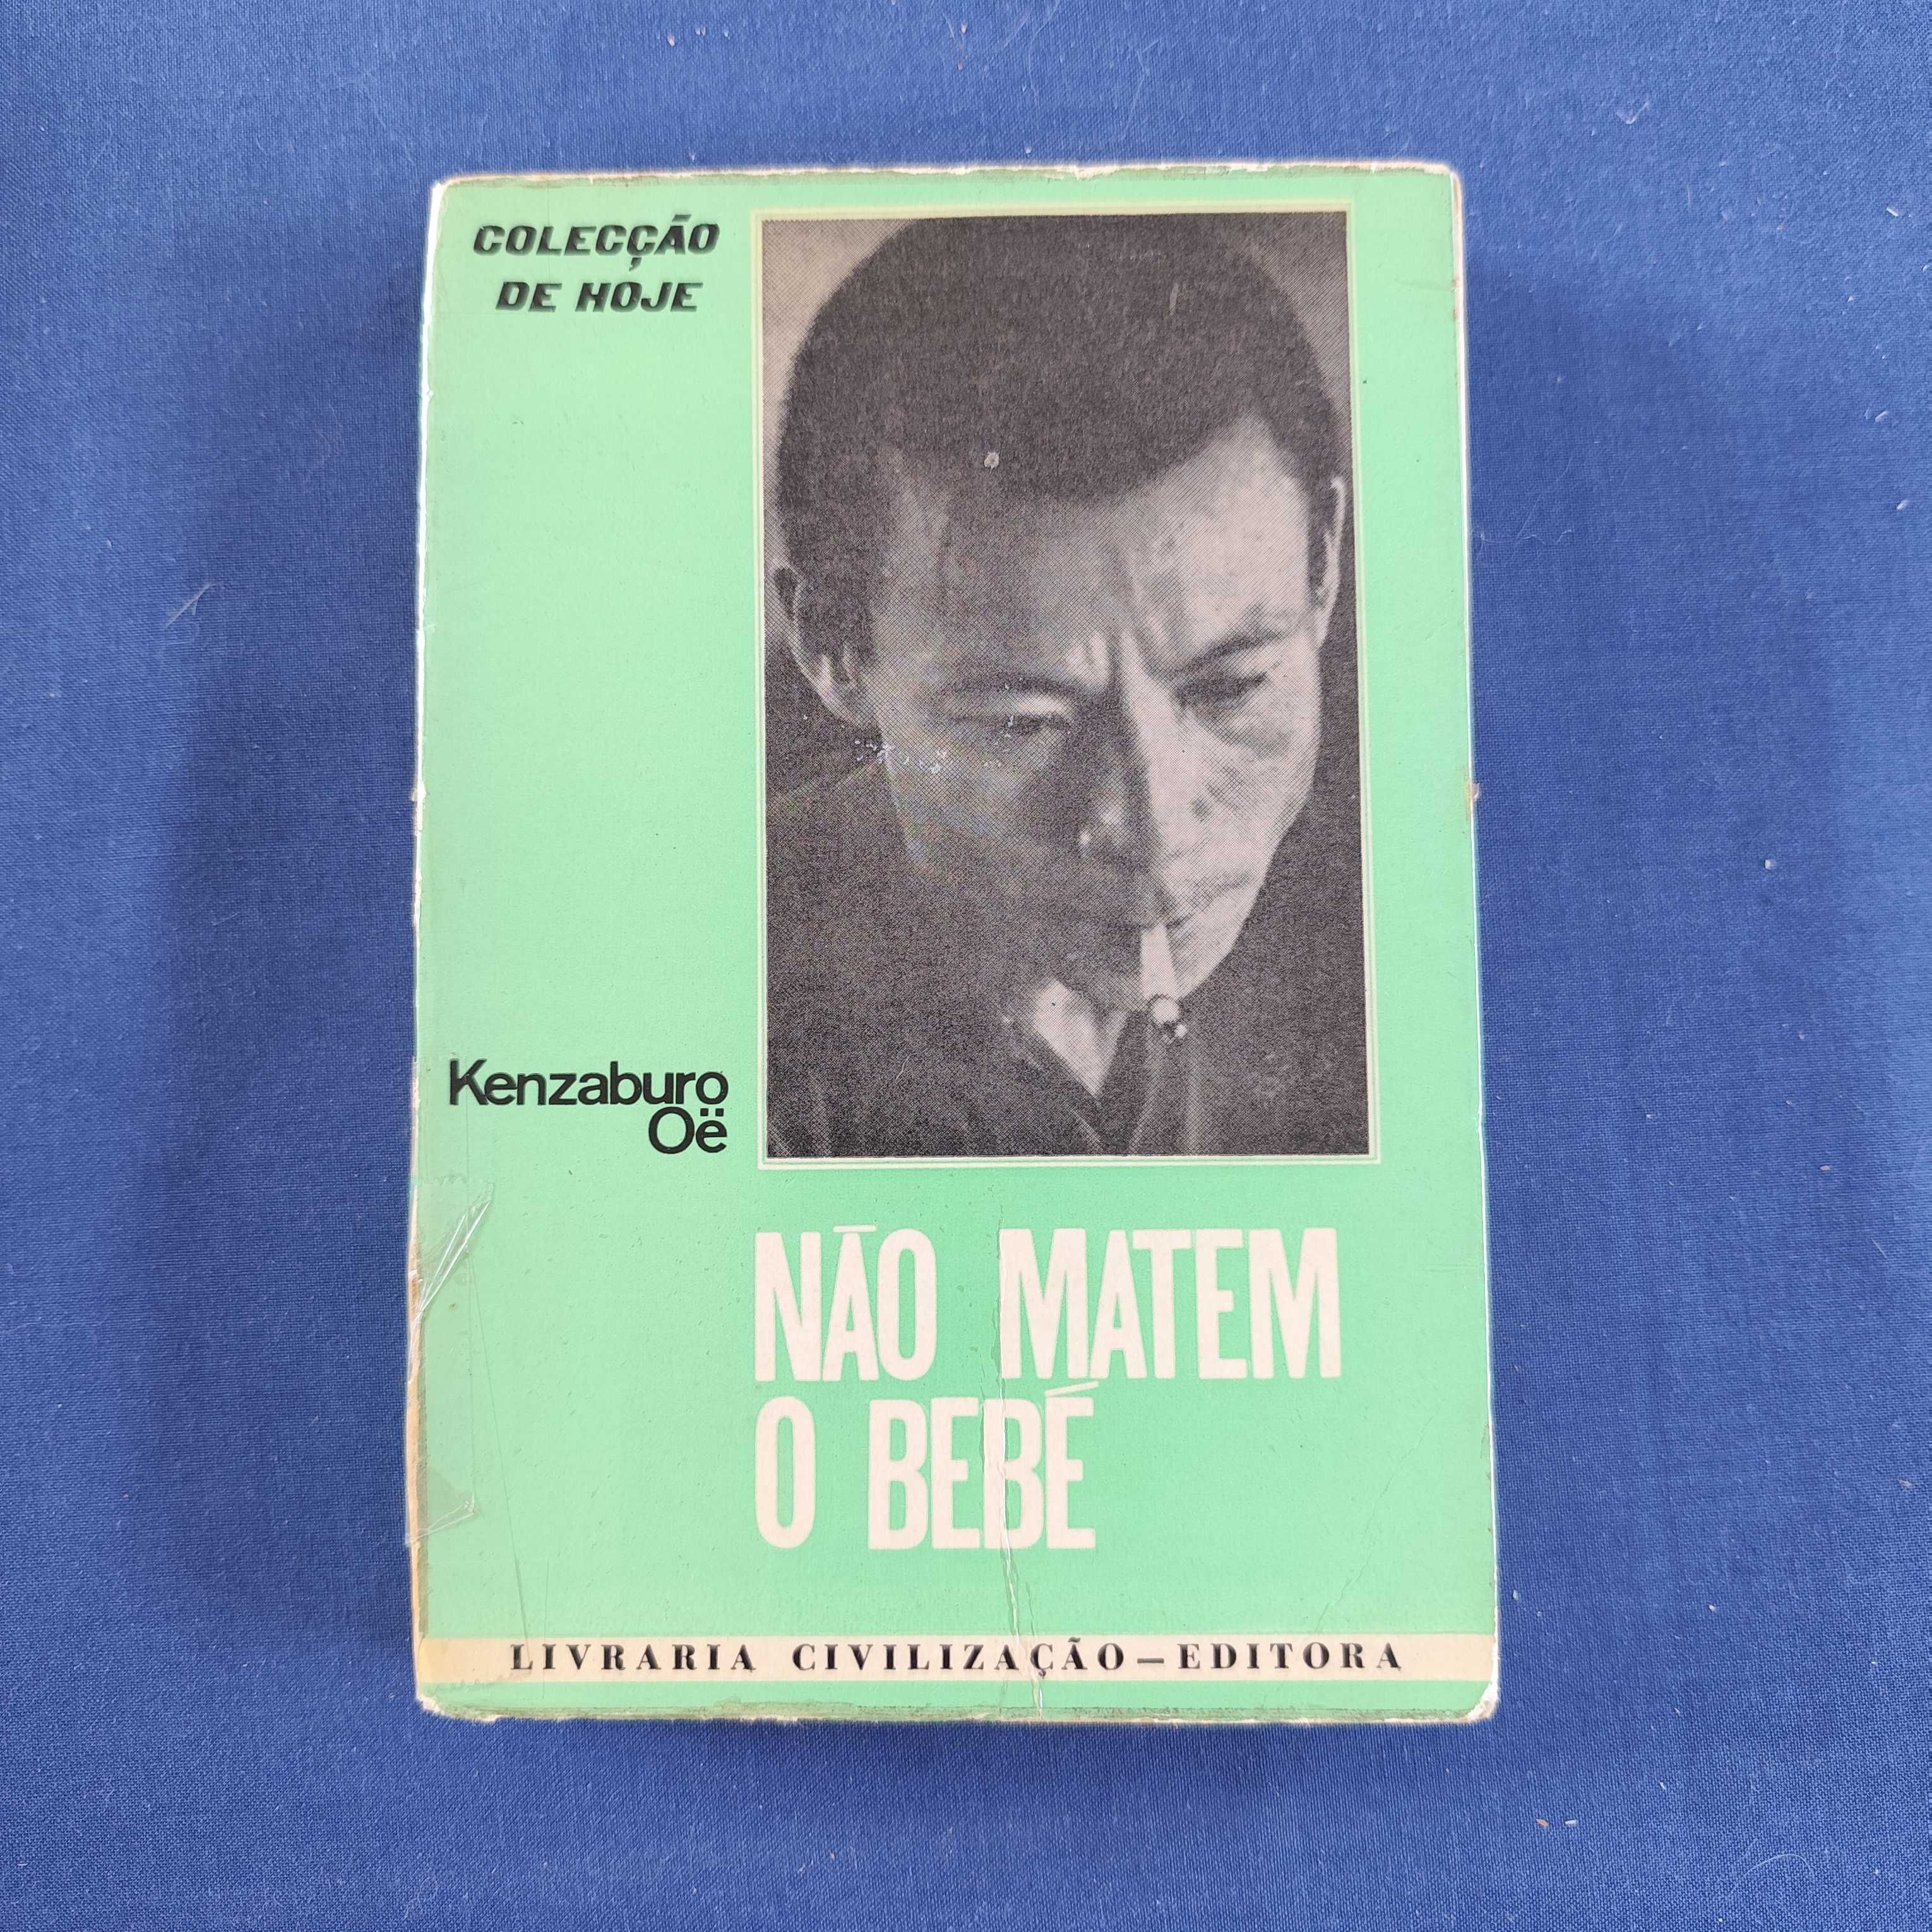 COLECÇÃO
DE HOJE
Kenzaburo
Oë
NÃO MATEM
O BEBÉ
LIVRARIA CIVILIZAÇÃO—EDITORA